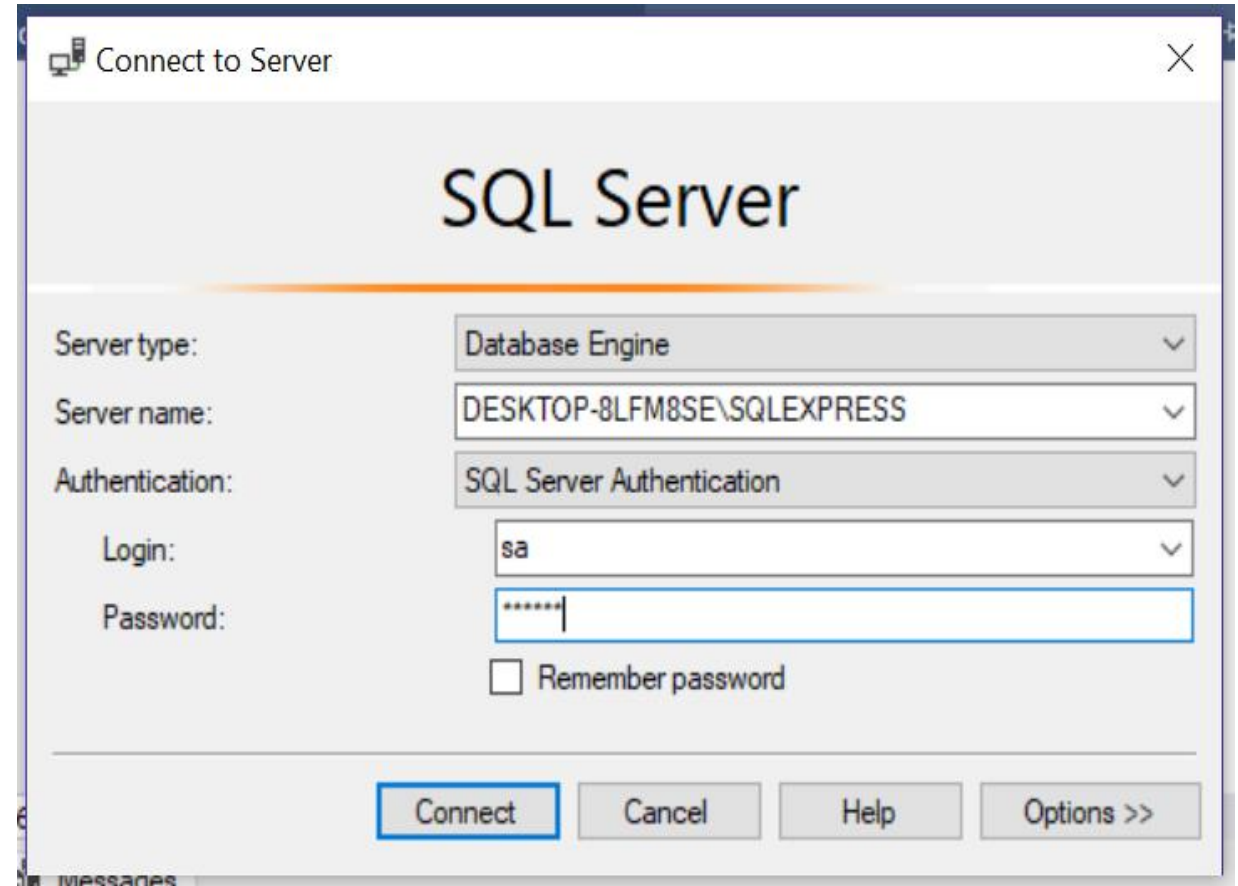 Connect to Server
SQL Server
Server type: Database Engine
Server name: DESKTOP-8LFM8SE\SQLEXPRESS
Authentication: SQL Server Authentication
Login: sa
Password: ******
Remember password
Connect Cancel Help Options >>
Messages